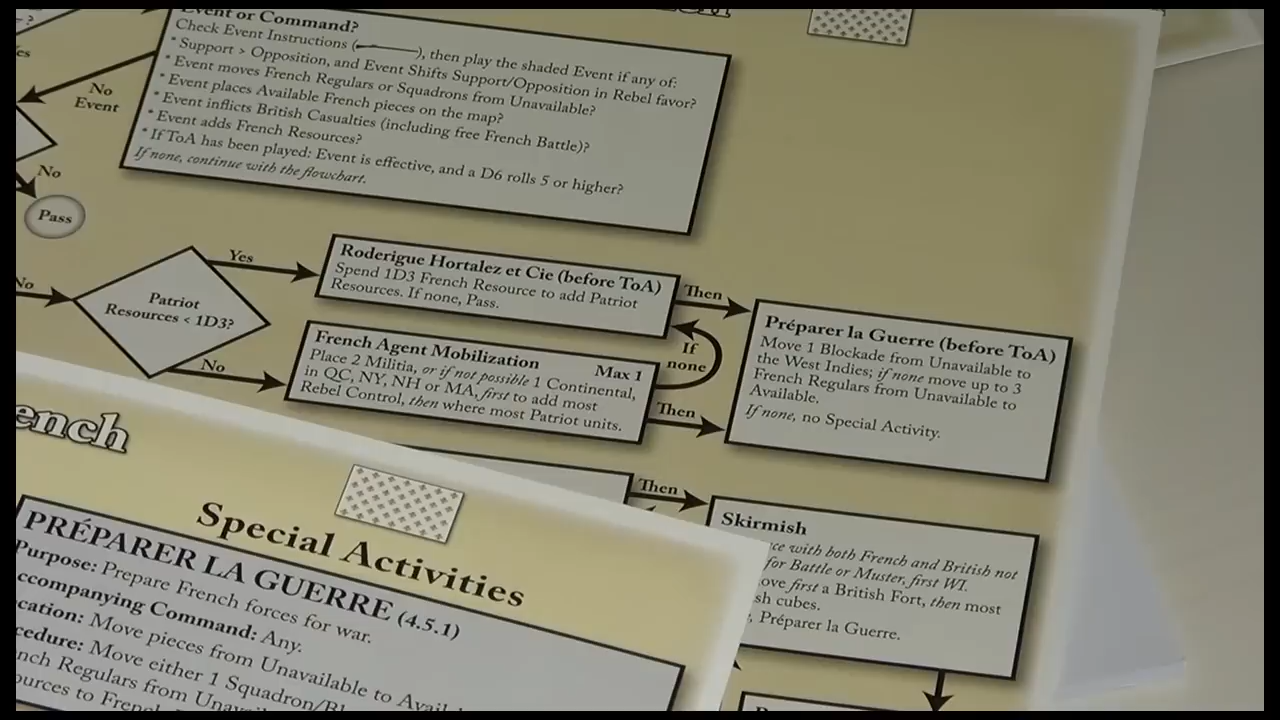 Event or Command?
Check Event Instructions ( ), then play the shaded Event if any of:
* Support > Opposition, and Event Shifts Support/Opposition in Rebel favor?
* Event moves French Regulars or Squadrons from Unavailable?
* Event places Available French pieces on the map?
* Event inflicts British Casualties (including free French Battle)?
* Event adds French Resources?
* If ToA has been played: Event is effective, and a D6 rolls 5 or higher?
If none, continue with the flowchart.
No
Event
No
Pass
No
Patriot
Resources < 1D3?
Yes
No
Roderigue Hortalez et Cie (before ToA)
Spend 1D3 French Resource to add Patriot
Resources. If none, Pass.
Then
If
none
French Agent Mobilization Max 1
Place 2 Militia, or if not possible 1 Continental,
in QC, NY, NH or MA, first to add most
Rebel Control, then where most Patriot units.
Then
Préparer la Guerre (before ToA)
Move 1 Blockade from Unavailable to
the West Indies; if none move up to 3
French Regulars from Unavailable to
Available.
If none, no Special Activity.
Then
Skirmish
with both French and British not
for Battle or Muster, first WI.
first a British Fort, then most
cubes.
Préparer la Guerre.
ench
Special Activities
PRÉPARER LA GUERRE (4.5.1)
Purpose: Prepare French forces for war.
ccompanying Command: Any.
cation: Move pieces from Unavailable to Avail
cedure: Move either 1 Squadron/Bl
nch Regulars from Unavail
ources to French